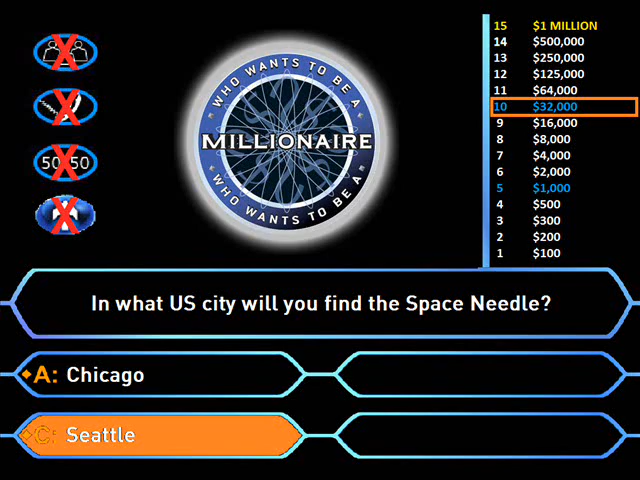 WHO WANTS TO BE A
MILLIONAIRE
WHO WANTS TO BE A
50 50
15 $1 MILLION
14 $500,000
13 $250,000
12 $125,000
11 $64,000
10 $32,000
9 $16,000
8 $8,000
7 $4,000
6 $2,000
5 $1,000
4 $500
3 $300
2 $200
1 $100
In what US city will you find the Space Needle?
A: Chicago
C: Seattle